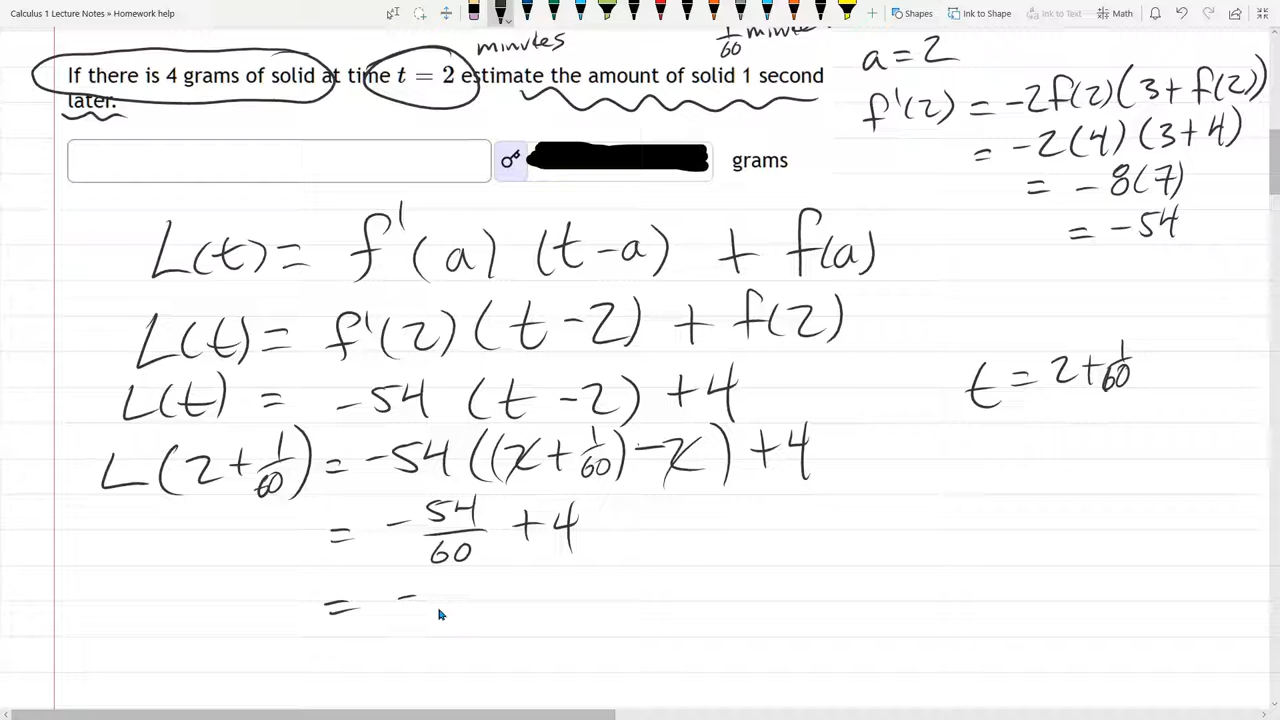 Calculus 1 Lecture Notes » Homework help
Shapes
Ink to Shape
Ink to Text
Math
minutes
1/60 minute
If there is 4 grams of solid at time t = 2 estimate the amount of solid 1 second
later.
grams
a = 2
f'(2) = -2f(2)(3 + f(2))
= -2(4)(3+4)
= -8(7)
= -54
L(t) = f'(a) (t-a) + f(a)
L(t) = f'(2) (t-2) + f(2)
L(t) = -54 (t-2) +4
t = 2+1/60
L(2+1/60) = -54((2+1/60)-2) +4
= -54/60 +4
= -